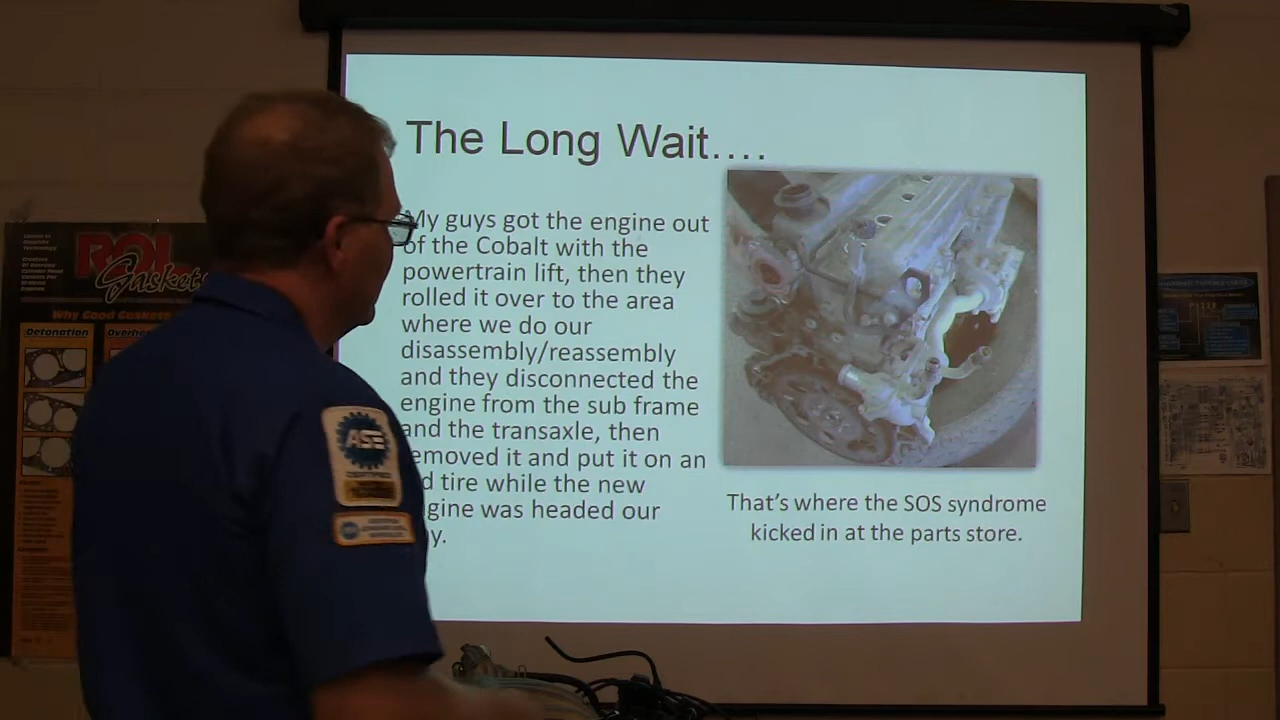 The Long Wait....
My guys got the engine out
of the Cobalt with the
powertrain lift, then they
rolled it over to the area
where we do our
disassembly/reassembly
and they disconnected the
engine from the sub frame
and the transaxle, then
emoved it and put it on an
d tire while the new
gine was headed our
y.
That's where the SOS syndrome
kicked in at the parts store.
ROL
Gaskets
Why Good Gaskets
Detonation
Overhe
ASE
CERTIFIED